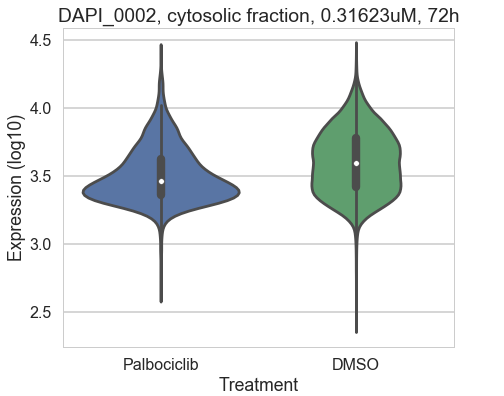 DAPI_0002, cytosolic fraction, 0.31623uM, 72h
Expression (log10)
4.5
4.0
3.5
3.0
2.5
Palbociclib
DMSO
Treatment